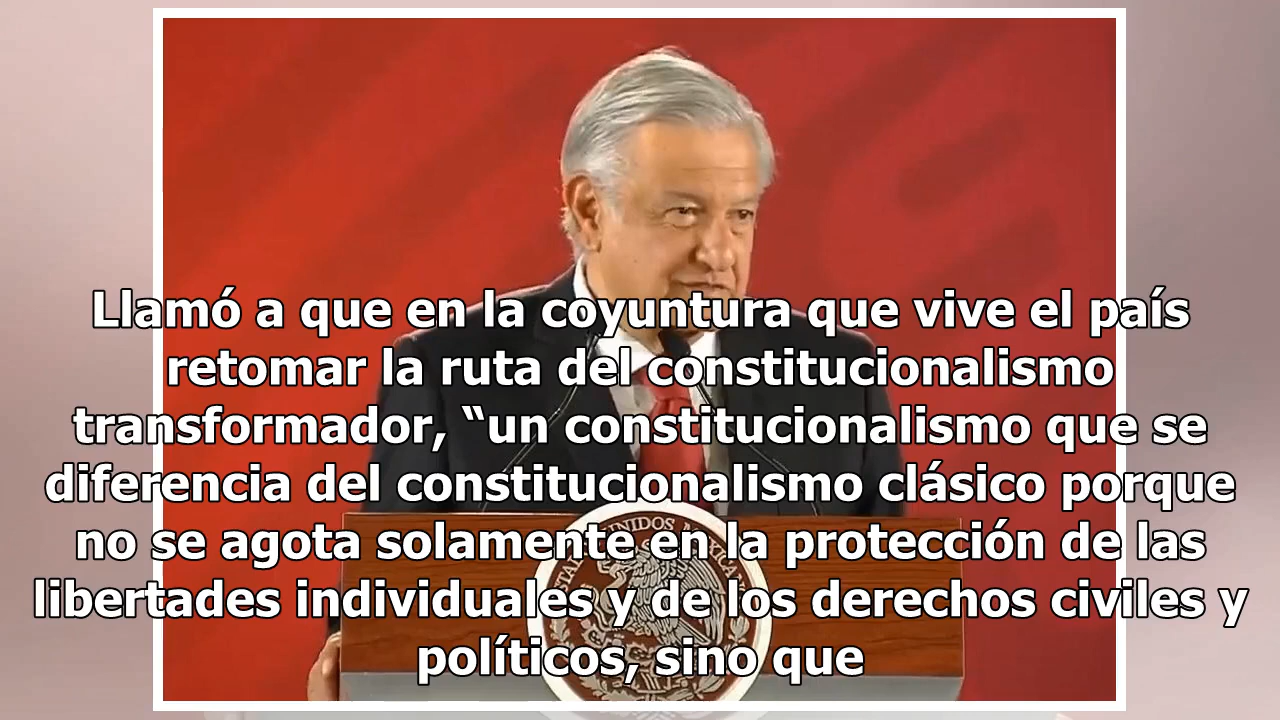 Llamó a que en la coyuntura que vive el país
retomar la ruta del constitucionalismo
transformador, “un constitucionalismo que se
diferencia del constitucionalismo clásico porque
no se agota solamente en la protección de las
libertades individuales y de los derechos civiles y
políticos, sino que
UNIDOS MEXICAN